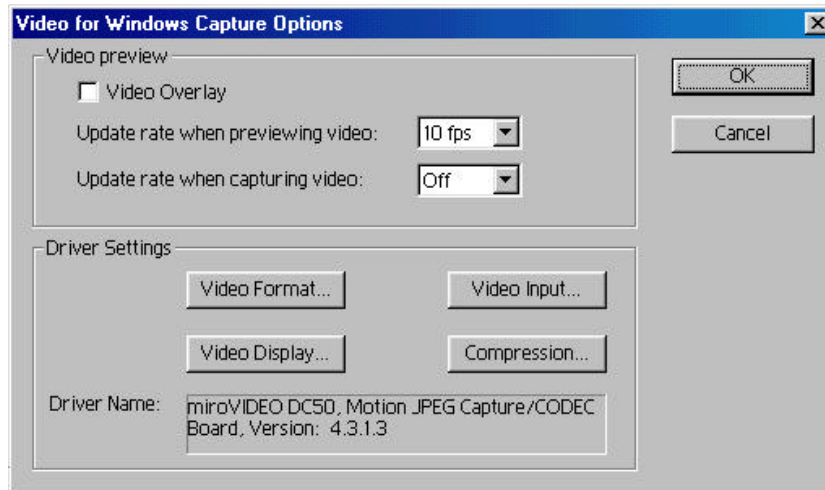 Video for Windows Capture Options
Video preview
Video Overlay
Update rate when previewing video: 10 fps
Update rate when capturing video: Off
OK
Cancel
Driver Settings
Video Format... Video Input...
Video Display... Compression...
Driver Name: miroVIDEO DC50, Motion JPEG Capture/CODEC
Board, Version: 4.3.1.3